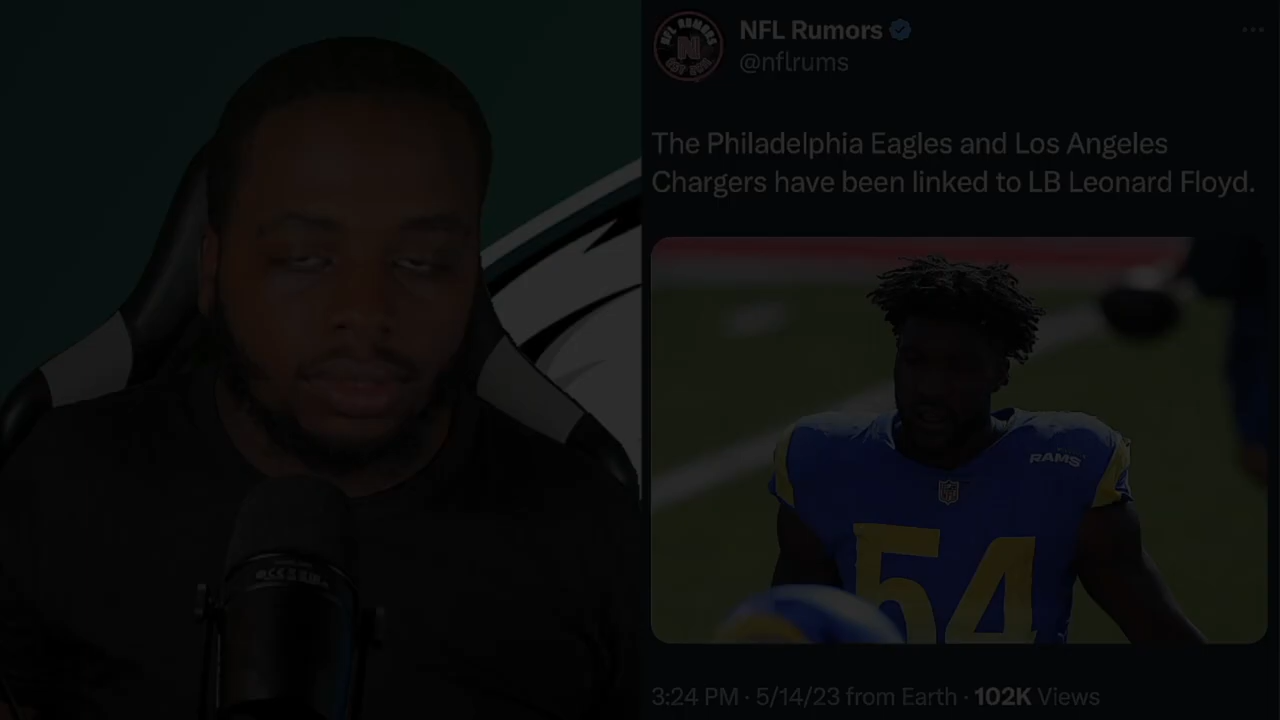 NFL Rumors
@nflrums
The Philadelphia Eagles and Los Angeles
Chargers have been linked to LB Leonard Floyd.
RAMS
54
3:24 PM · 5/14/23 from Earth · 102K Views